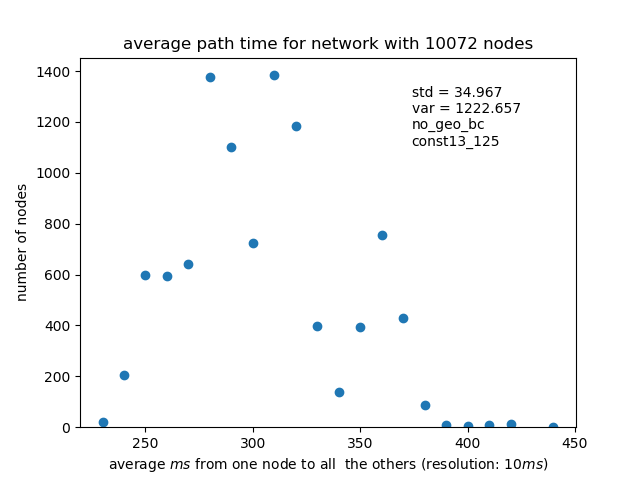 average path time for network with 10072 nodes
1400
1200
1000
800
600
400
200
0
number of nodes
std = 34.967
var = 1222.657
no_geo_bc
const13_125
250
300
350
400
450
average ms from one node to all  the others (resolution: 10ms)